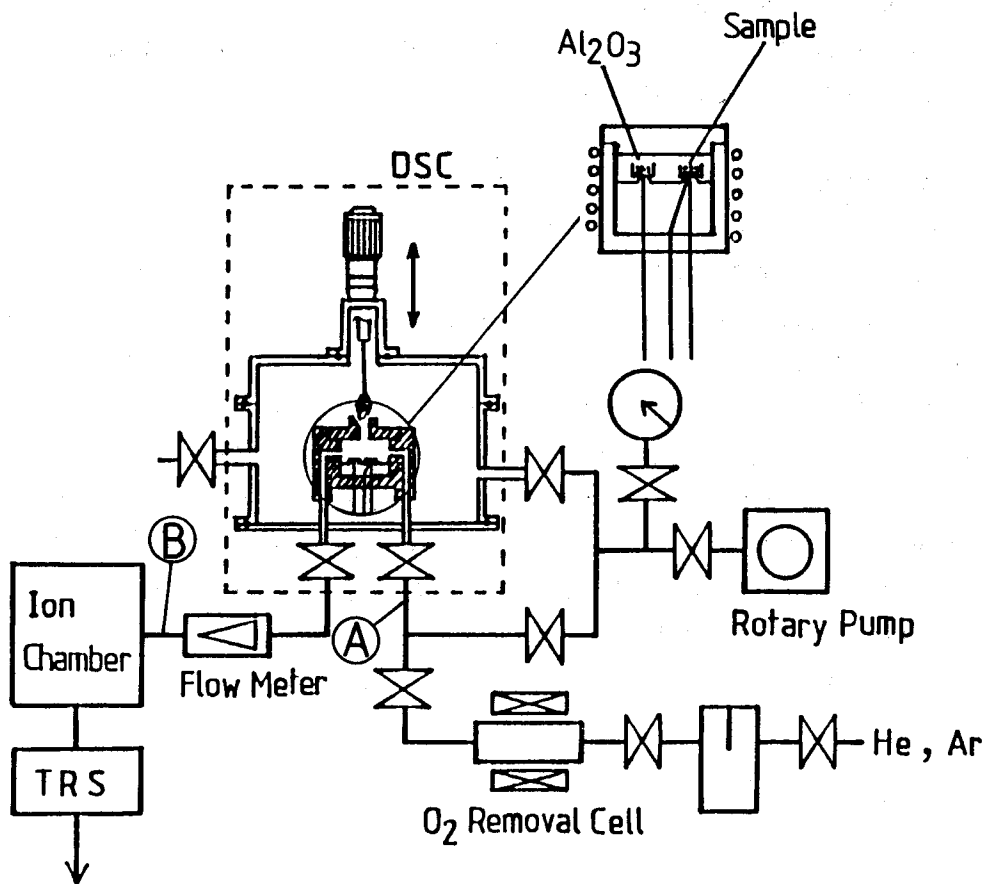 Sample
Al₂O₃
DSC
B
Ion
Chamber
Flow Meter
A
Rotary Pump
He , Ar
TRS
O₂ Removal Cell